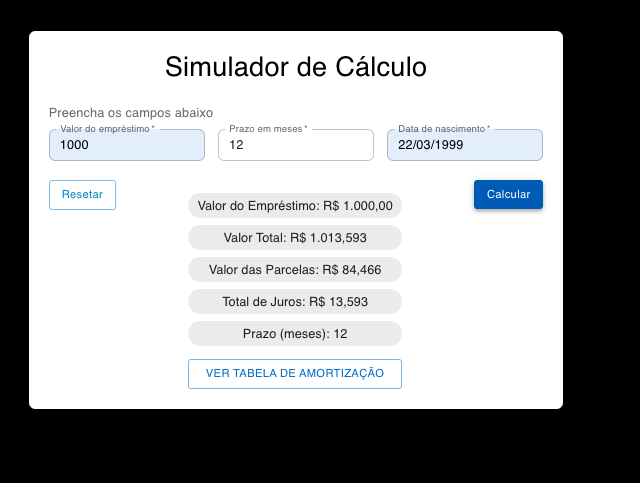 Simulador de Cálculo
Preencha os campos abaixo
Valor do empréstimo *
1000
Prazo em meses *
12
Data de nascimento *
22/03/1999
Resetar
Calcular
Valor do Empréstimo: R$ 1.000,00
Valor Total: R$ 1.013,593
Valor das Parcelas: R$ 84,466
Total de Juros: R$ 13,593
Prazo (meses): 12
VER TABELA DE AMORTIZAÇÃO